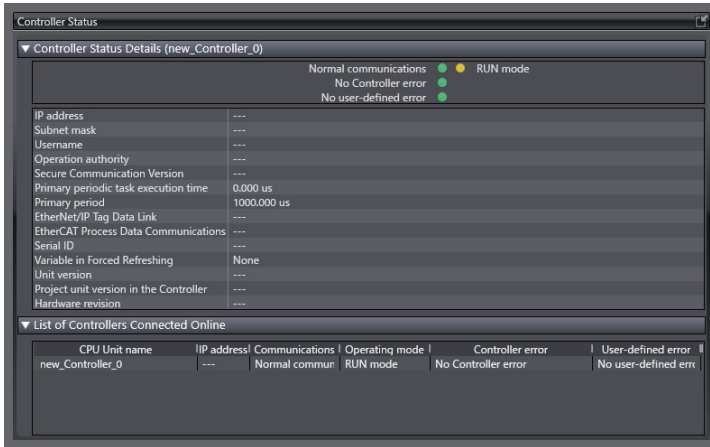 Controller Status
Controller Status Details (new_Controller_0)
Normal communications RUN mode
No Controller error
No user-defined error
IP address ---
Subnet mask ---
Username ---
Operation authority ---
Secure Communication Version ---
Primary periodic task execution time 0.000 us
Primary period 1000.000 us
EtherNet/IP Tag Data Link ---
EtherCAT Process Data Communications ---
Serial ID ---
Variable in Forced Refreshing None
Unit version ---
Project unit version in the Controller ---
Hardware revision ---
List of Controllers Connected Online
CPU Unit name IP address Communications Operating mode Controller error User-defined error
new_Controller_0 --- Normal commun RUN mode No Controller error No user-defined errc